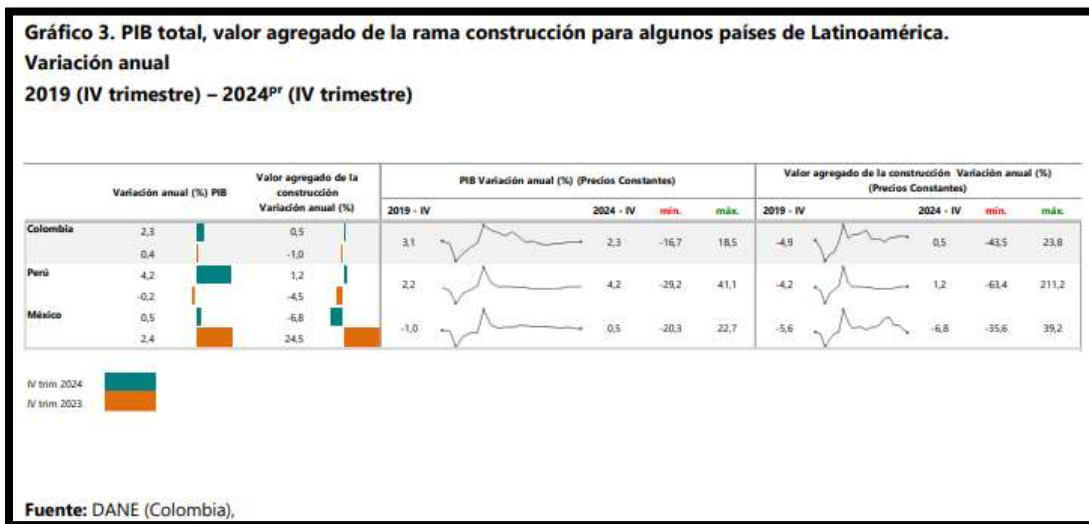 Gráfico 3. PIB total, valor agregado de la rama construcción para algunos países de Latinoamérica.
Variación anual
2019 (IV trimestre) – 2024ᵖʳ (IV trimestre)
Variación anual (%) PIB
Valor agregado de la
construcción
Variación anual (%)
PIB Variación anual (%) (Precios Constantes)
Valor agregado de la construcción Variación anual (%)
(Precios Constantes)
2019 - IV 2024 - IV mín. máx. 2019 - IV 2024 - IV mín. máx.
Colombia 2,3 0,5 3,1 2,3 -16,7 18,5 -4,9 0,5 -43,5 23,8
0,4 -1,0
Perú 4,2 1,2 2,2 4,2 -29,2 41,1 -4,2 1,2 -63,4 211,2
-0,2 -4,5
México 0,5 -6,8 -1,0 0,5 -20,3 22,7 -5,6 -6,8 -35,6 39,2
2,4 24,5
IV trim 2024
IV trim 2023
Fuente: DANE (Colombia),